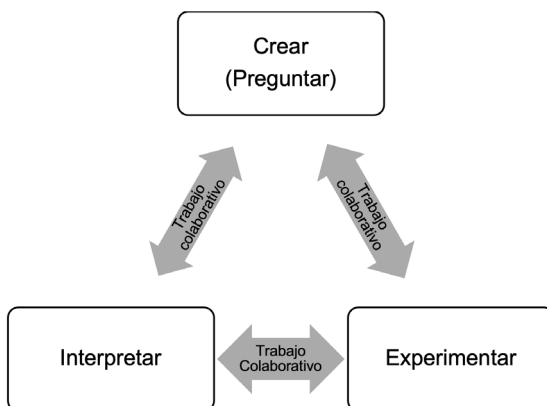 Crear
(Preguntar)
Trabajo
colaborativo
Trabajo
colaborativo
Interpretar
Trabajo
Colaborativo
Experimentar